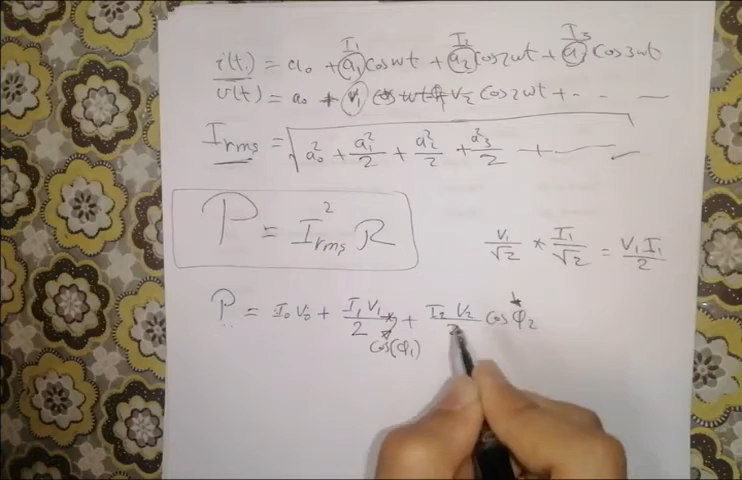 I₁ I₂ I₃
i(t) = a₀ + a₁ cos wt + a₂ cos 2wt + a₃ cos 3wt
v(t) = a₀ + v₁ cos wt + v₂ cos 2wt + - - —
Irms = √a₀² + a₁²/2 + a₂²/2 + a₃²/2 + —
P = I²rms R
V₁/√2 * I₁/√2 = V₁I₁/2
P = I₀V₀ + I₁V₁/2 * cos(φ₁) + I₂V₂/2 cos φ₂